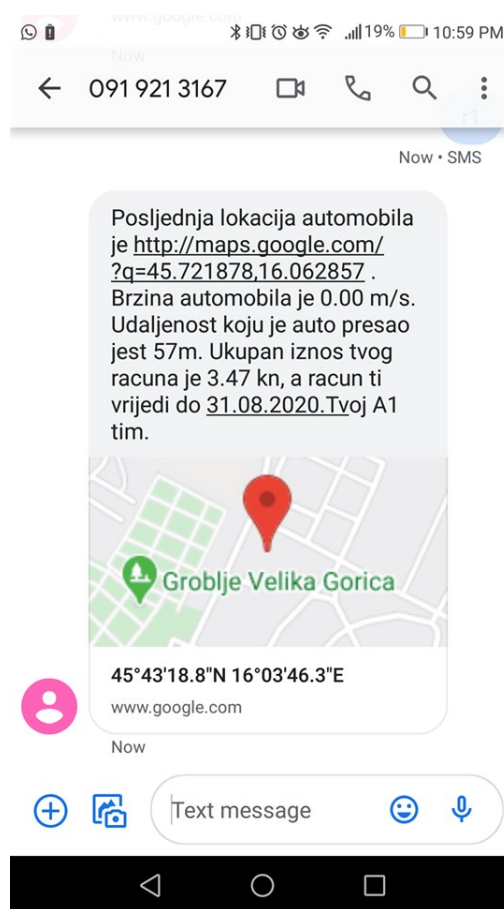 19% 10:59 PM
www.google.com
Now
091 921 3167
r1
Now • SMS
Posljednja lokacija automobila
je http://maps.google.com/
?q=45.721878,16.062857 .
Brzina automobila je 0.00 m/s.
Udaljenost koju je auto presao
jest 57m. Ukupan iznos tvog
racuna je 3.47 kn, a racun ti
vrijedi do 31.08.2020.Tvoj A1
tim.
Groblje Velika Gorica
45°43'18.8"N 16°03'46.3"E
www.google.com
Now
Text message